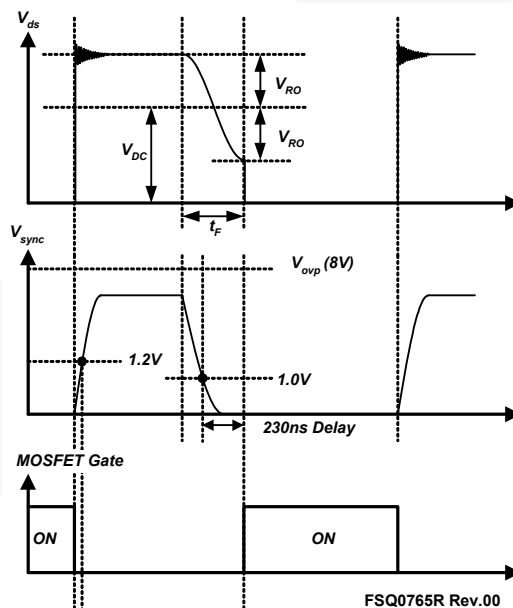 Vds
VRO
VDC
VRO
tF
Vsync
Vovp (8V)
1.2V
1.0V
230ns Delay
MOSFET Gate
ON
ON
FSQ0765R Rev.00